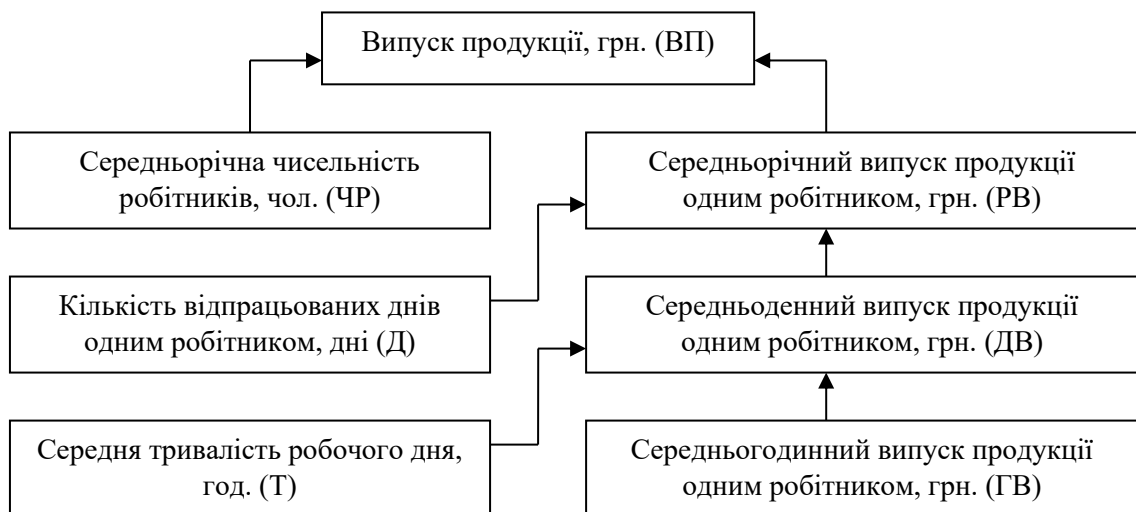 Випуск продукції, грн. (ВП)
Середньорічна чисельність
робітників, чол. (ЧР)
Середньорічний випуск продукції
одним робітником, грн. (РВ)
Кількість відпрацьованих днів
одним робітником, дні (Д)
Середньоденний випуск продукції
одним робітником, грн. (ДВ)
Середня тривалість робочого дня,
год. (Т)
Середньогодинний випуск продукції
одним робітником, грн. (ГВ)